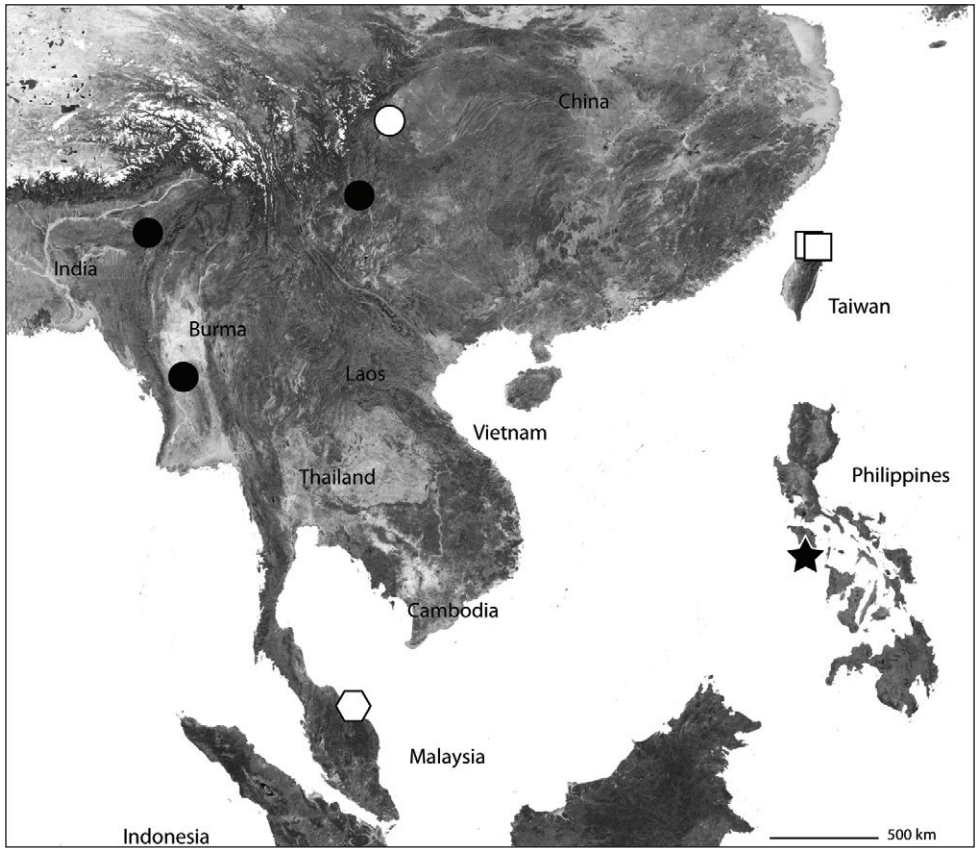 China
India
Taiwan
Burma
Laos
Vietnam
Thailand
Philippines
Cambodia
Malaysia
Indonesia
500 km